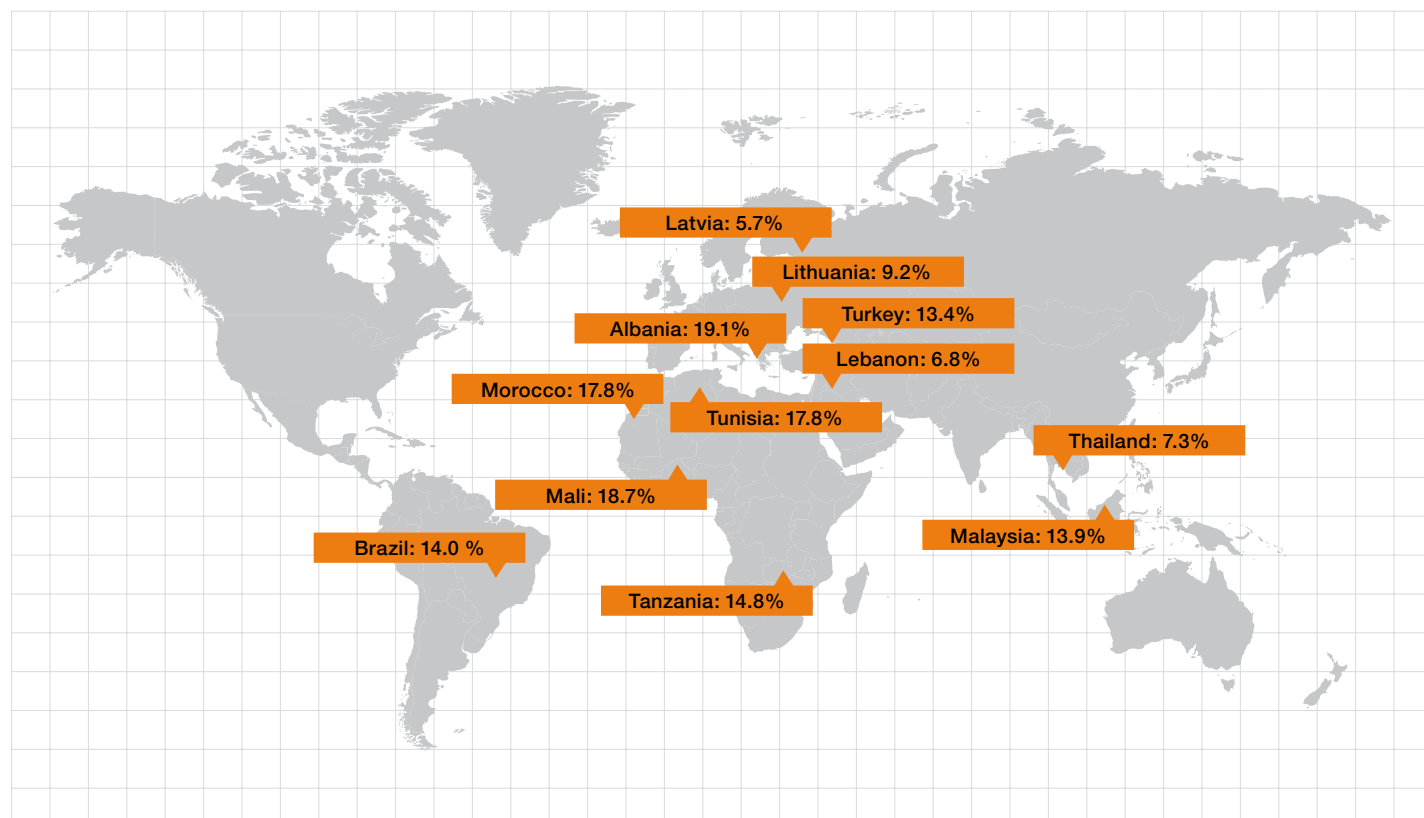 Latvia: 5.7%
Lithuania: 9.2%
Turkey: 13.4%
Albania: 19.1%
Lebanon: 6.8%
Morocco: 17.8%
Tunisia: 17.8%
Thailand: 7.3%
Mali: 18.7%
Malaysia: 13.9%
Brazil: 14.0 %
Tanzania: 14.8%